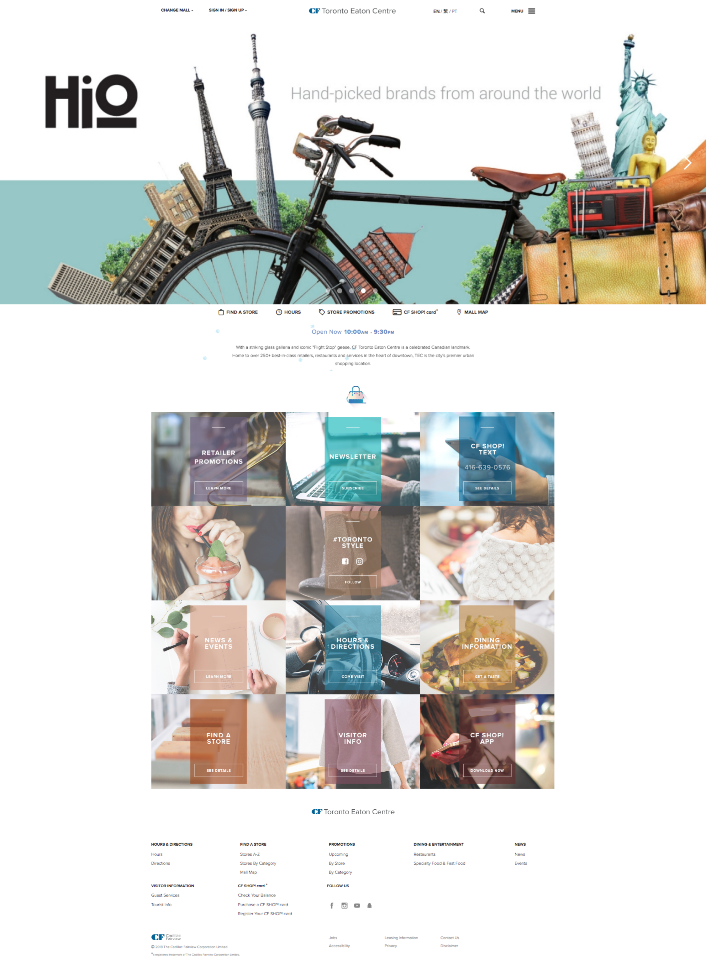 CHANGE MALL
SIGN IN / SIGN UP
CF Toronto Eaton Centre
EN / 繁 / PT
MENU
HiO
Hand-picked brands from around the world
FIND A STORE
HOURS
STORE PROMOTIONS
CF SHOP! card®
MALL MAP
Open Now 10:00AM - 9:30PM
With a striking glass galleria and iconic "Flight Stop" geese, CF Toronto Eaton Centre is a celebrated Canadian landmark.
Home to over 250+ best-in-class retailers, restaurants and services in the heart of downtown, TEC is the city's premier urban
shopping location.
RETAILER
PROMOTIONS
LEARN MORE
NEWSLETTER
SUBSCRIBE
CF SHOP!
TEXT
416-639-0576
SEE DETAILS
#TORONTO
STYLE
FOLLOW
NEWS &
EVENTS
LEARN MORE
HOURS &
DIRECTIONS
COME VISIT
DINING
INFORMATION
GET A TASTE
FIND A
STORE
SEE DETAILS
VISITOR
INFO
SEE DETAILS
CF SHOP!
APP
DOWNLOAD NOW
CF Toronto Eaton Centre
HOURS & DIRECTIONS
Hours
Directions
FIND A STORE
Stores A-Z
Stores By Category
Mall Map
PROMOTIONS
Upcoming
By Store
By Category
DINING & ENTERTAINMENT
Restaurants
Specialty Food & Fast Food
NEWS
News
Events
VISITOR INFORMATION
Guest Services
Tourist Info
CF SHOP! card®
Check Your Balance
Purchase a CF SHOP! card
Register Your CF SHOP! card
FOLLOW US
CF Cadillac
Fairview
Jobs
Accessibility
Leasing Information
Privacy
Contact Us
Disclaimer